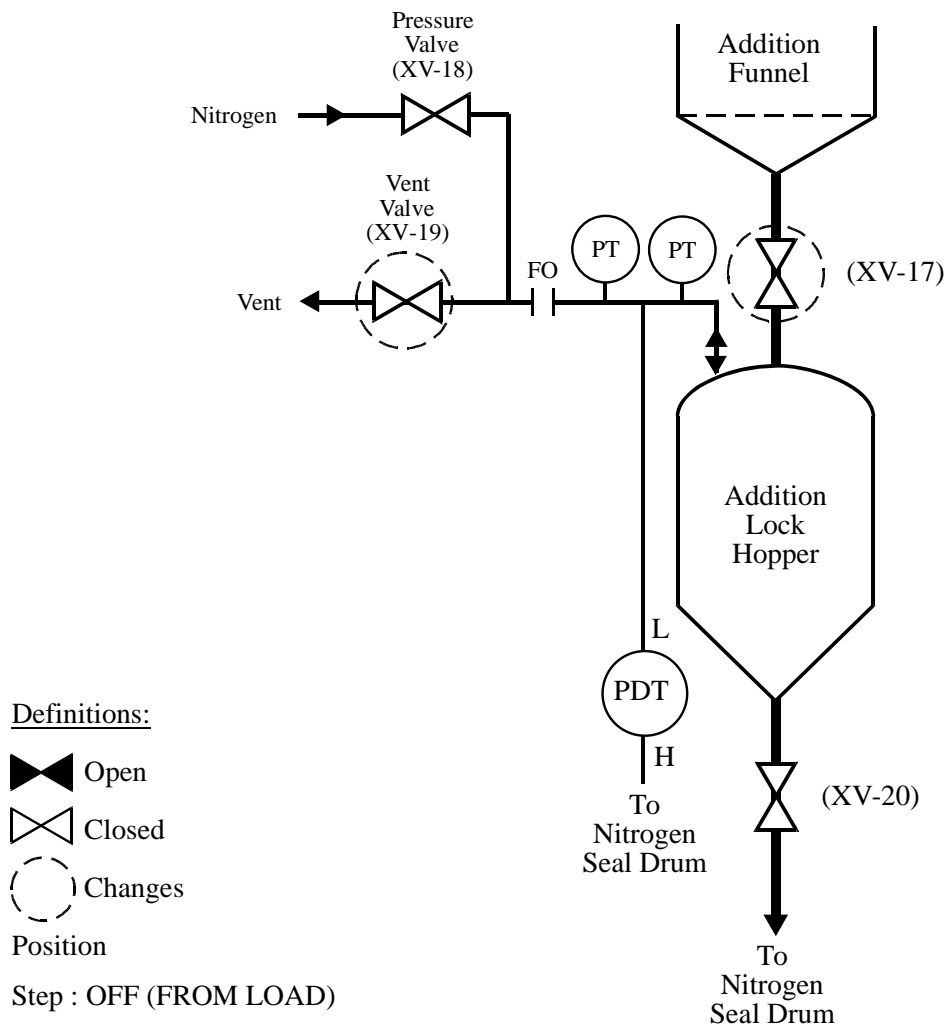 Pressure
Valve
(XV-18)
Addition
Funnel
Nitrogen
Vent
Valve
(XV-19)
PT
PT
FO
(XV-17)
Vent
Addition
Lock
Hopper
L
PDT
H
To
Nitrogen
Seal Drum
(XV-20)
To
Nitrogen
Seal Drum
Definitions:
Open
Closed
Changes
Position
Step : OFF (FROM LOAD)